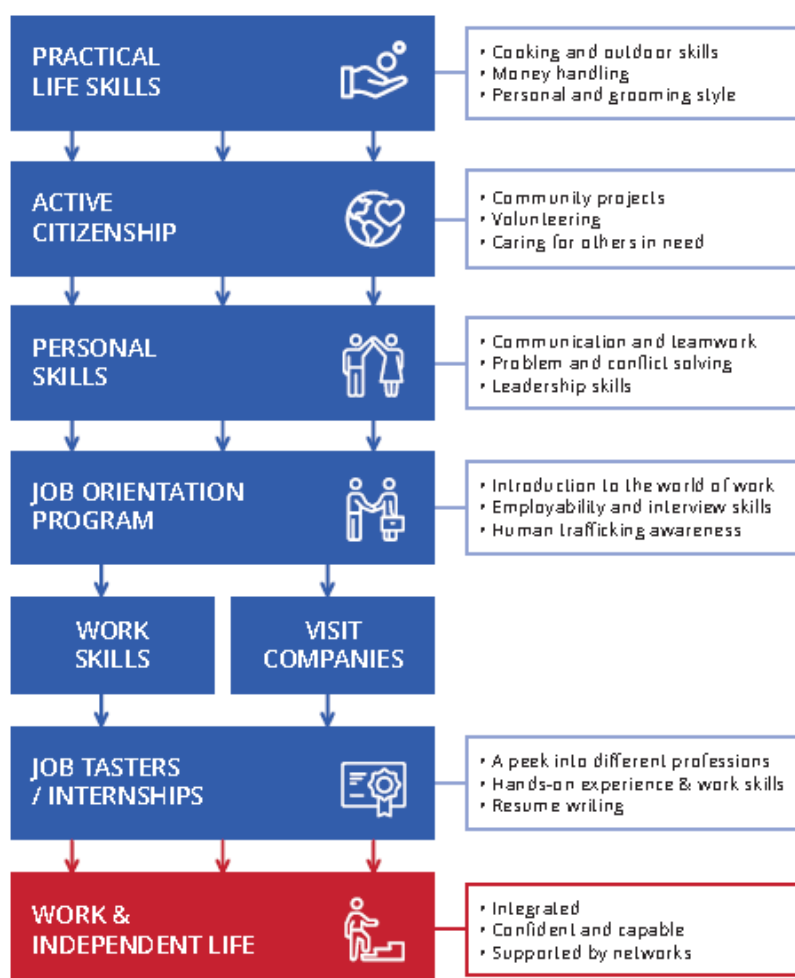 PRACTICAL
LIFE SKILLS
• Cooking and outdoor skills
• Money handling
• Personal and grooming style
ACTIVE
CITIZENSHIP
• Community projects
• Volunteering
• Caring for others in need
PERSONAL
SKILLS
• Communication and teamwork
• Problem and conflict solving
• Leadership skills
JOB ORIENTATION
PROGRAM
• Introduction to the world of work
• Employability and interview skills
• Human trafficking awareness
WORK
SKILLS
VISIT
COMPANIES
JOB TASTERS
/ INTERNSHIPS
• A peek into different professions
• Hands-on experience & work skills
• Resume writing
WORK &
INDEPENDENT LIFE
• Integrated
• Confident and capable
• Supported by networks